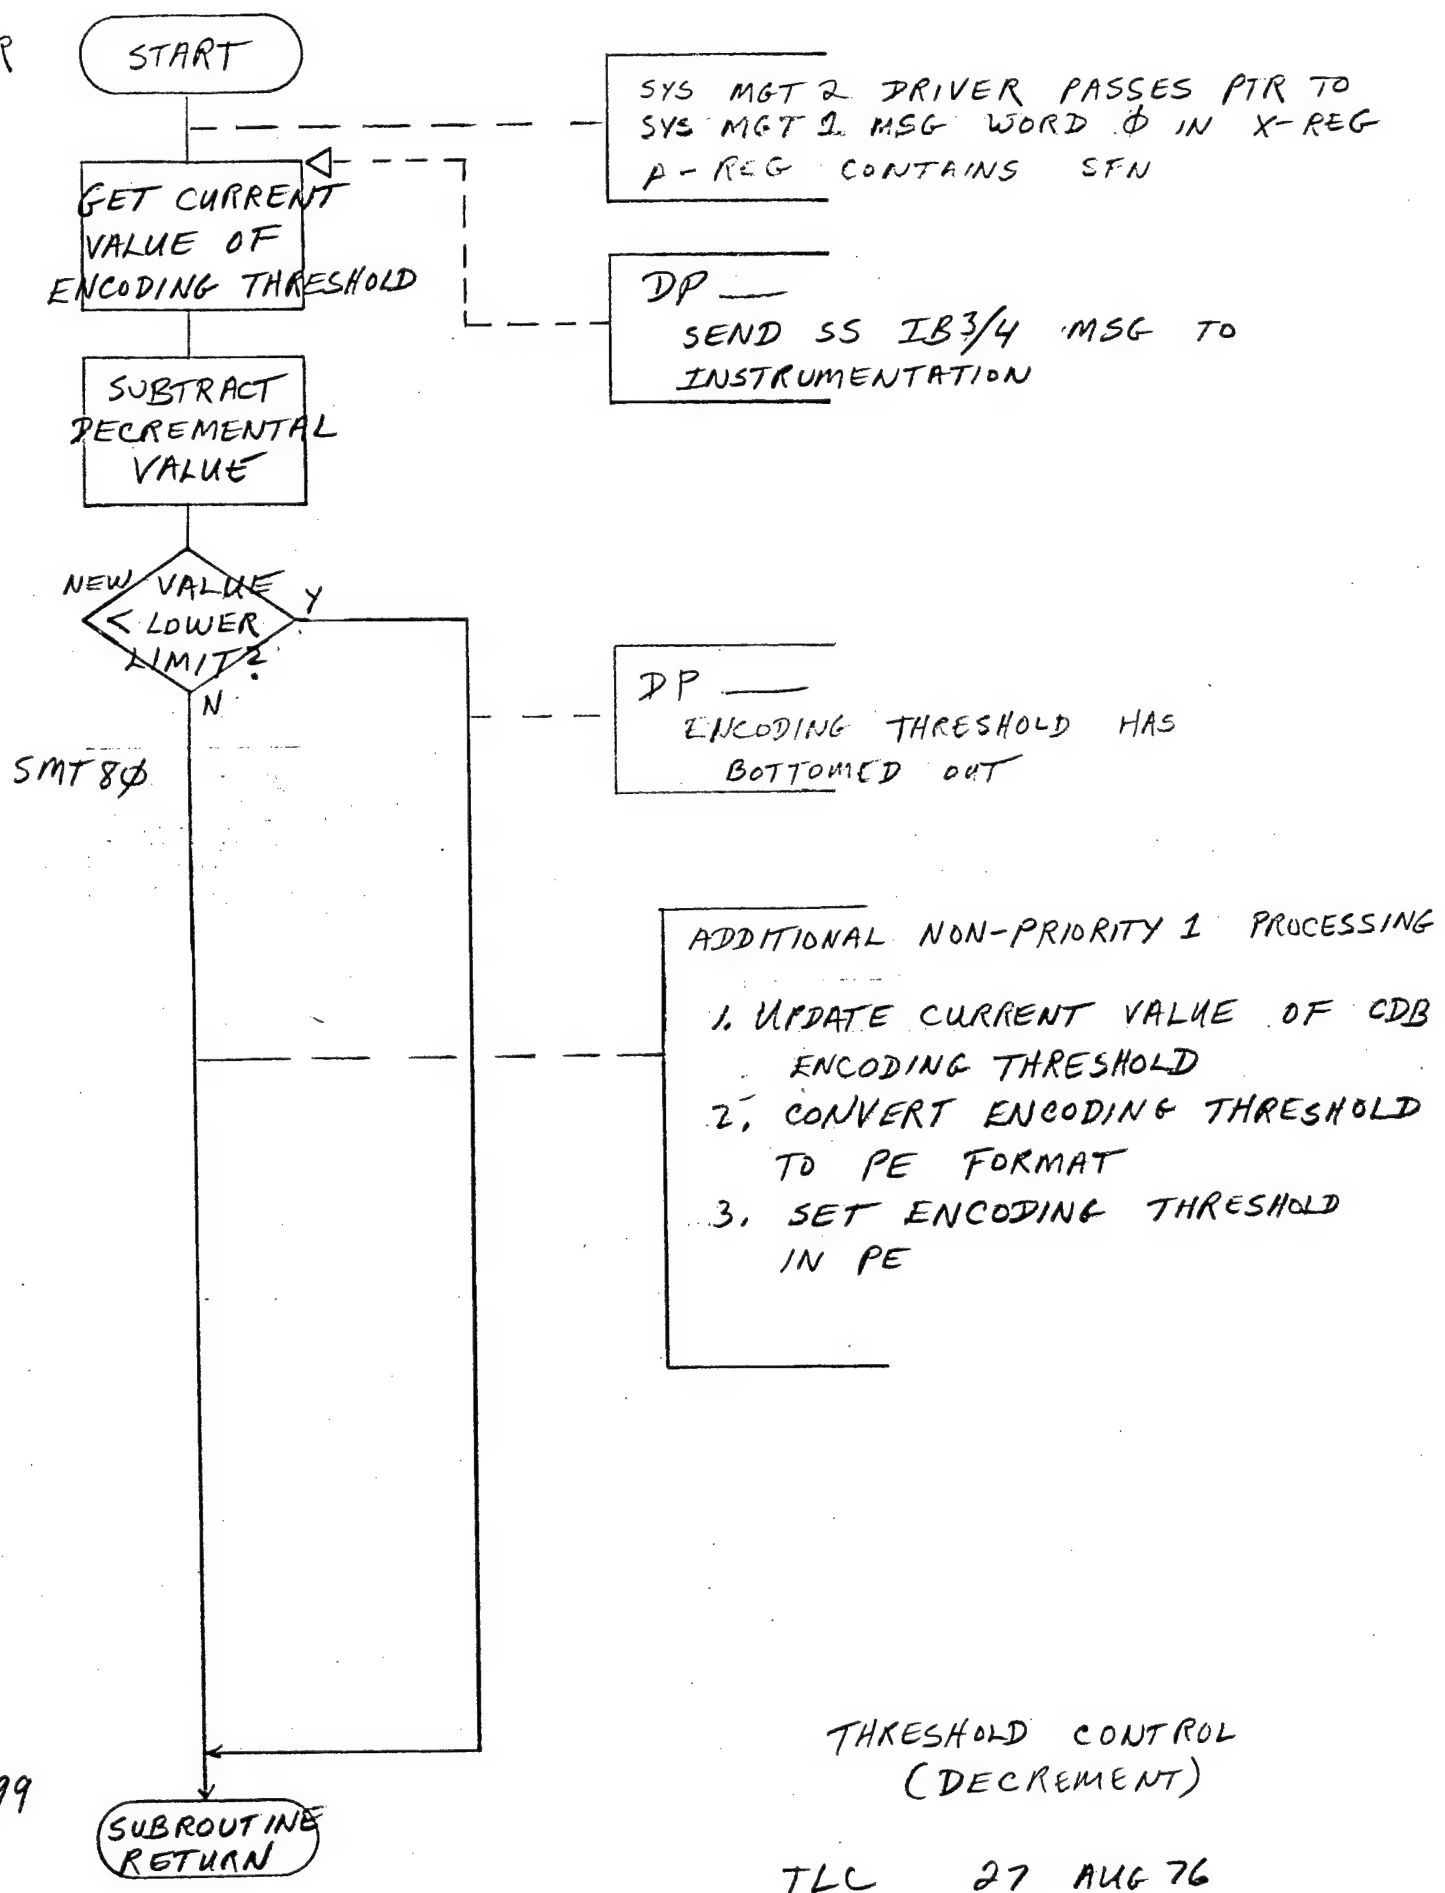 R
START
SYS MGT 2 DRIVER PASSES PTR TO
SYS MGT 1 MSG WORD Ø IN X-REG
A-REG CONTAINS SFN
GET CURRENT
VALUE OF
ENCODING THRESHOLD
DP __
SEND SS IB3/4 MSG TO
INSTRUMENTATION
SUBTRACT
DECREMENTAL
VALUE
NEW VALUE
< LOWER
LIMIT?
Y
N
DP __
ENCODING THRESHOLD HAS
BOTTOMED OUT
SMT8Ø
ADDITIONAL NON-PRIORITY 1 PROCESSING
1. UPDATE CURRENT VALUE OF CDB
ENCODING THRESHOLD
2. CONVERT ENCODING THRESHOLD
TO PE FORMAT
3. SET ENCODING THRESHOLD
IN PE
THRESHOLD CONTROL
(DECREMENT)
99
SUBROUTINE
RETURN
TLC 27 AUG 76